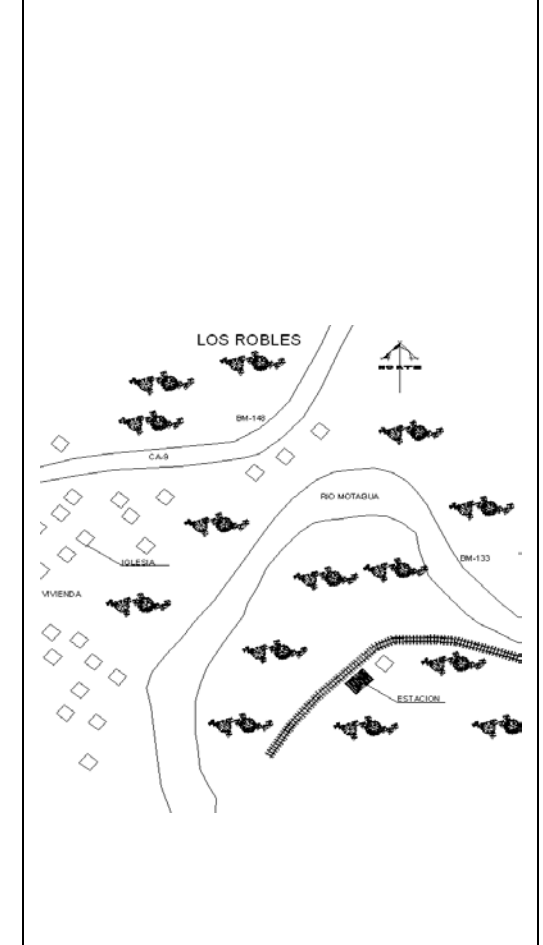 LOS ROBLES
NORTE
BM-148
CA-9
RIO MOTAGUA
BM-133
IGLESIA
VIVIENDA
ESTACION